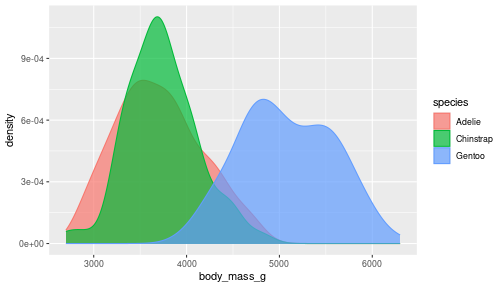 density
9e-04
6e-04
3e-04
0e+00
3000 4000 5000 6000
body_mass_g
species
Adelie
Chinstrap
Gentoo